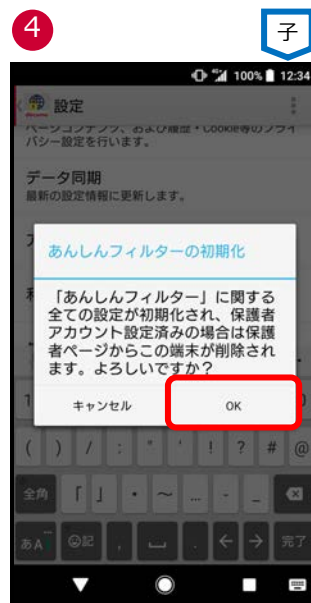 4
子
100% 12:34
設定
ページコンテンツ、および履歴・Cookie等のプライ
バシー設定を行います。
データ同期
最新の設定情報に更新します。
あんしんフィルターの初期化
「あんしんフィルター」に関する
全ての設定が初期化され、保護者
アカウント設定済みの場合は保護
者ページからこの端末が削除され
ます。よろしいですか？
キャンセル OK
1 0
( ) / : * ' ! ? # @
全角 「 」 ・ ～ … - _
あA 記 , . ← → 完了